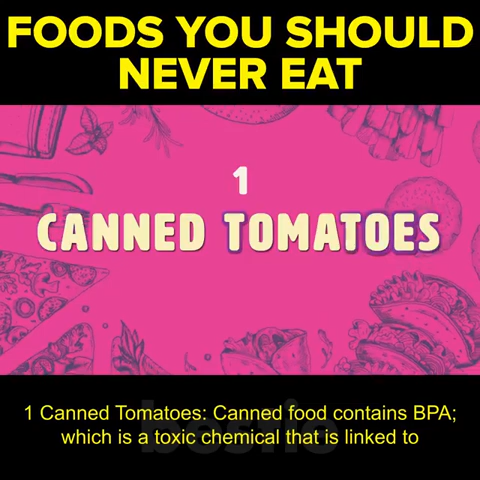 FOODS YOU SHOULD
NEVER EAT
1
CANNED TOMATOES
1 Canned Tomatoes: Canned food contains BPA;
which is a toxic chemical that is linked to
bestie